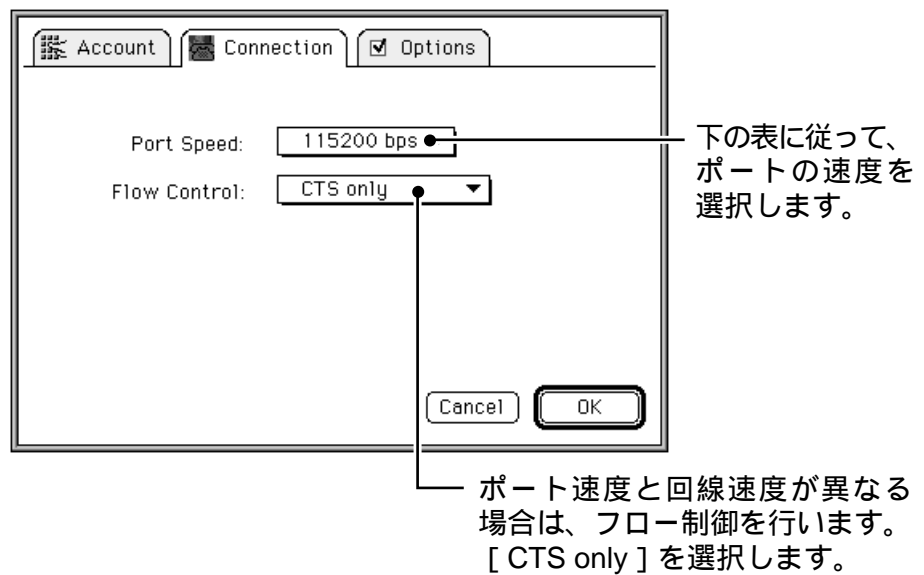 Account Connection Options
Port Speed: 115200 bps
Flow Control: CTS only
下の表に従って、
ポートの速度を
選択します。
Cancel OK
ポート速度と回線速度が異なる
場合は、フロー制御を行います。
［CTS only］を選択します。